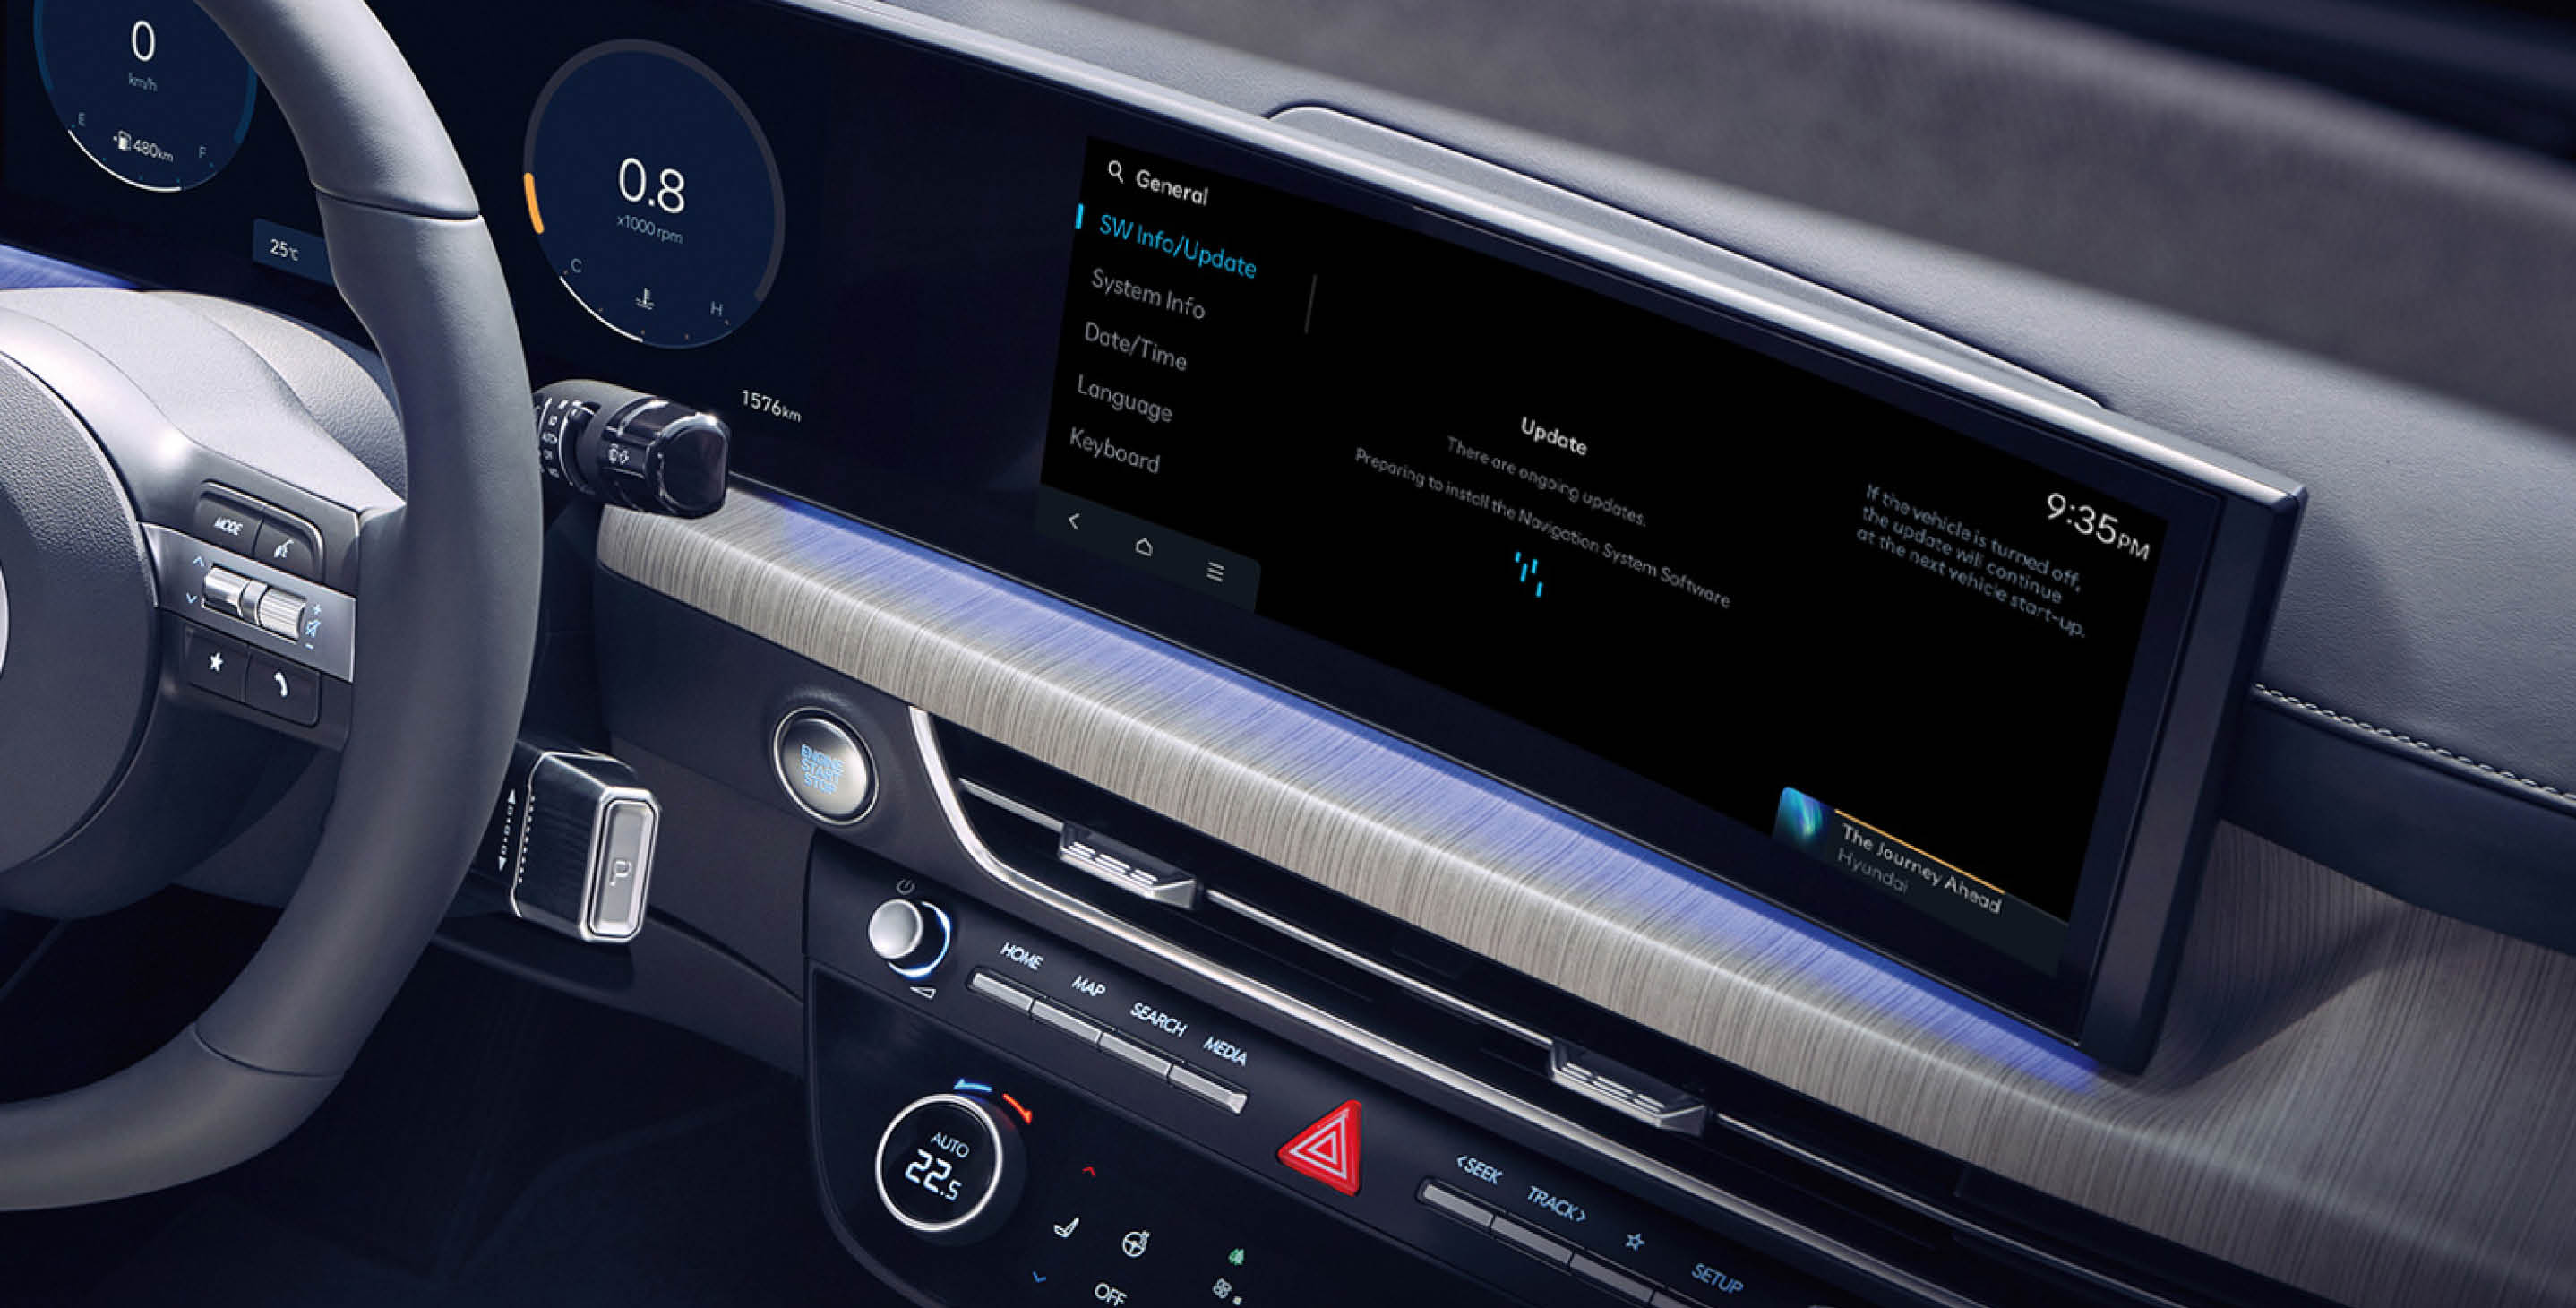 0
km/h
E
480km
F
25℃
0.8
x1000 rpm
C
H
1576km
General
SW Info/Update
System Info
Date/Time
Language
Keyboard
Update
There are ongoing updates.
Preparing to install the Navigation System Software
9:35PM
If the vehicle is turned off,
the update will continue
at the next vehicle start-up.
The Journey Ahead
Hyundai
MODE
+
-
ENGINE
START
STOP
P
HOME
MAP
SEARCH
MEDIA
AUTO
22.5
OFF
<SEEK
TRACK>
SETUP